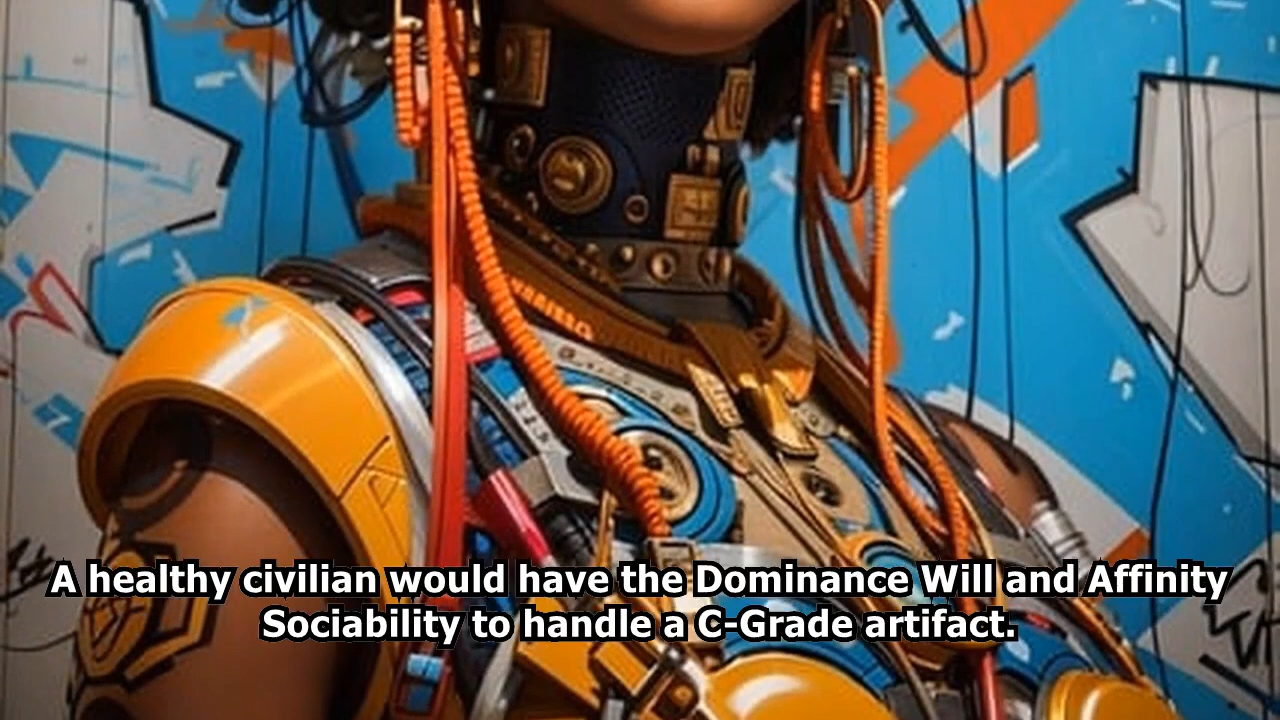 A healthy civilian would have the Dominance Will and Affinity
Sociability to handle a C-Grade artifact.